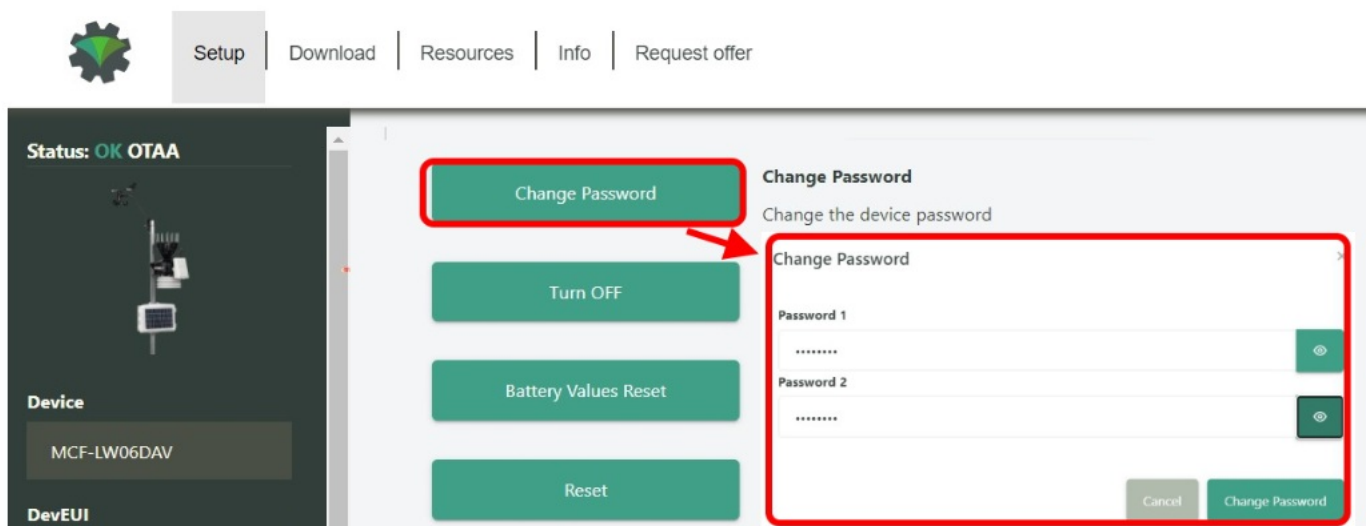 Setup
Download
Resources
Info
Request offer
Status: OK OTAA
Device
MCF-LW06DAV
DevEUI
Change Password
Turn OFF
Battery Values Reset
Reset
Change Password
Change the device password
Change Password
×
Password 1
••••••••
Password 2
••••••••
Cancel
Change Password